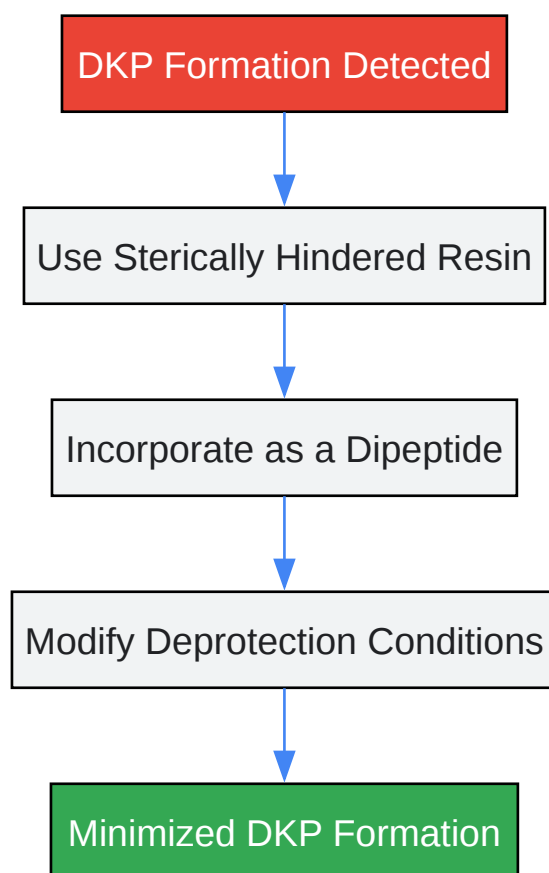 DKP Formation Detected
Use Sterically Hindered Resin
Incorporate as a Dipeptide
Modify Deprotection Conditions
Minimized DKP Formation